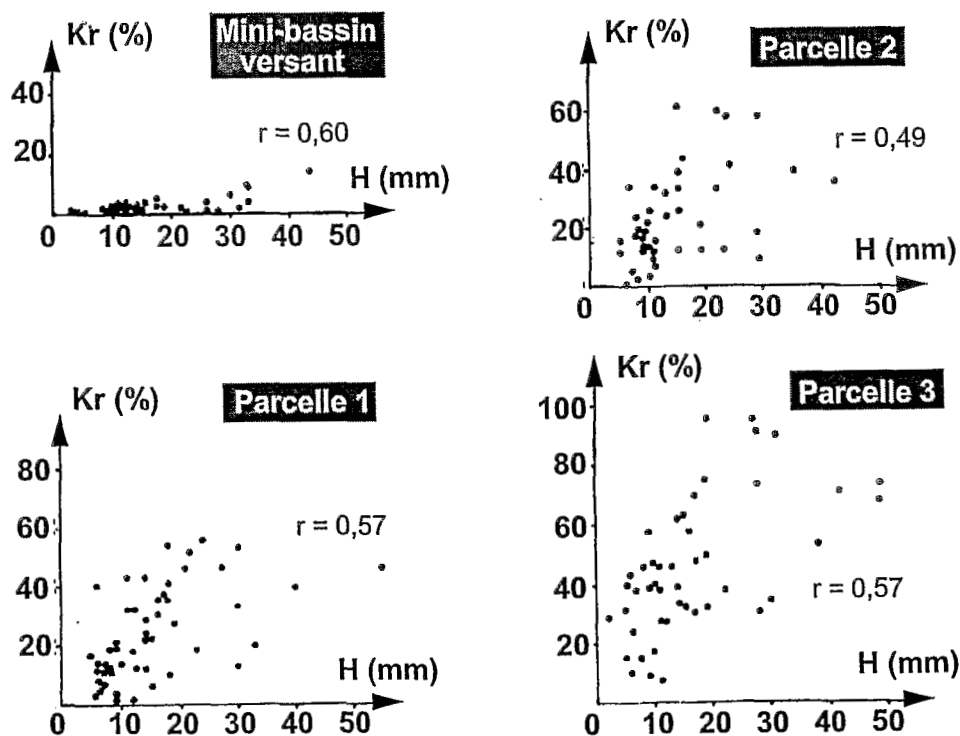 Kr (%)
Mini-bassin
versant
40
20
r = 0,60
H (mm)
0 10 20 30 40 50
Kr (%)
Parcelle 2
60
40
20
r = 0,49
H (mm)
0 10 20 30 40 50
Kr (%)
Parcelle 1
80
60
40
20
r = 0,57
H (mm)
0 10 20 30 40 50
Kr (%)
Parcelle 3
100
80
60
40
20
r = 0,57
H (mm)
0 10 20 30 40 50